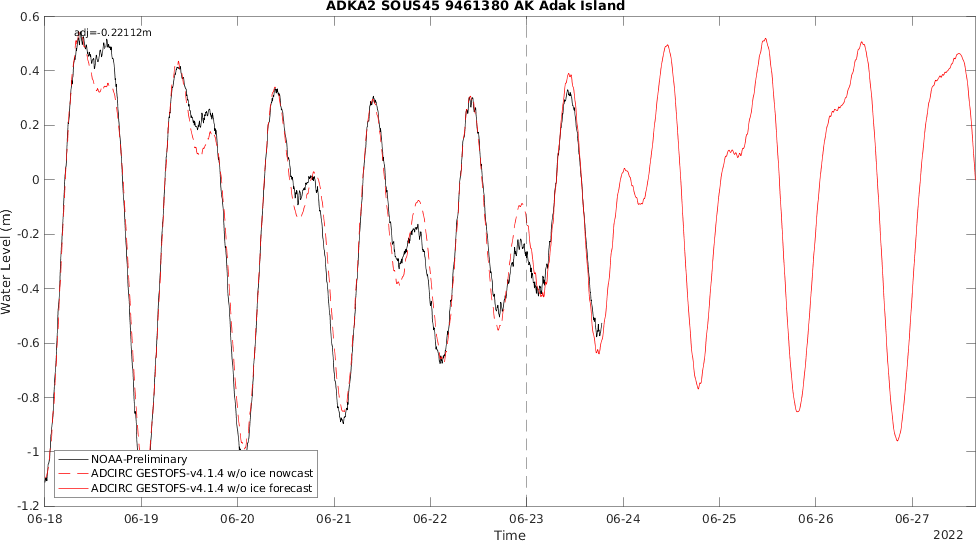 ADKA2 SOUS45 9461380 AK Adak Island
adj=-0.22112m
0.6
0.4
0.2
0
-0.2
-0.4
-0.6
-0.8
-1
-1.2
Water Level (m)
NOAA-Preliminary
ADCIRC GESTOFS-v4.1.4 w/o ice nowcast
ADCIRC GESTOFS-v4.1.4 w/o ice forecast
06-18 06-19 06-20 06-21 06-22 06-23 06-24 06-25 06-26 06-27
Time
2022